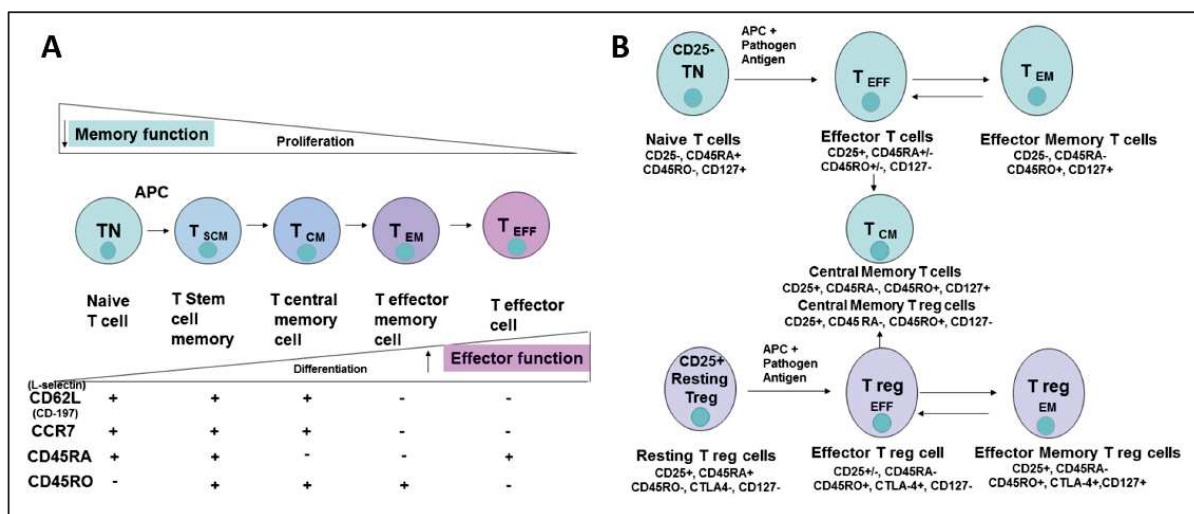 A
Memory function
Proliferation
APC
TN
T SCM
T CM
T EM
T EFF
Naive
T cell
T Stem
cell
memory
T central
memory
cell
T effector
memory
cell
T effector
cell
Differentiation
Effector function
(L-selectin)
CD62L + + + - -
(CD-197)
CCR7 + + + - -
CD45RA + + - - +
CD45RO - + + + -
B
CD25-
TN
APC +
Pathogen
Antigen
T EFF
T EM
Naive T cells
CD25-, CD45RA+
CD45RO-, CD127+
Effector T cells
CD25+, CD45RA+/-
CD45RO+/-, CD127-
Effector Memory T cells
CD25-, CD45RA-
CD45RO+, CD127+
T CM
Central Memory T cells
CD25+, CD45RA-, CD45RO+, CD127+
Central Memory T reg cells
CD25+, CD45 RA-, CD45RO+, CD127-
CD25+
Resting
Treg
APC +
Pathogen
Antigen
T reg
EFF
T reg
EM
Resting T reg cells
CD25+, CD45RA+
CD45RO-, CTLA4-, CD127-
Effector T reg cell
CD25+/-, CD45RA-
CD45RO+, CTLA-4+, CD127-
Effector Memory T reg cells
CD25+, CD45RA-
CD45RO+, CTLA-4+,CD127+